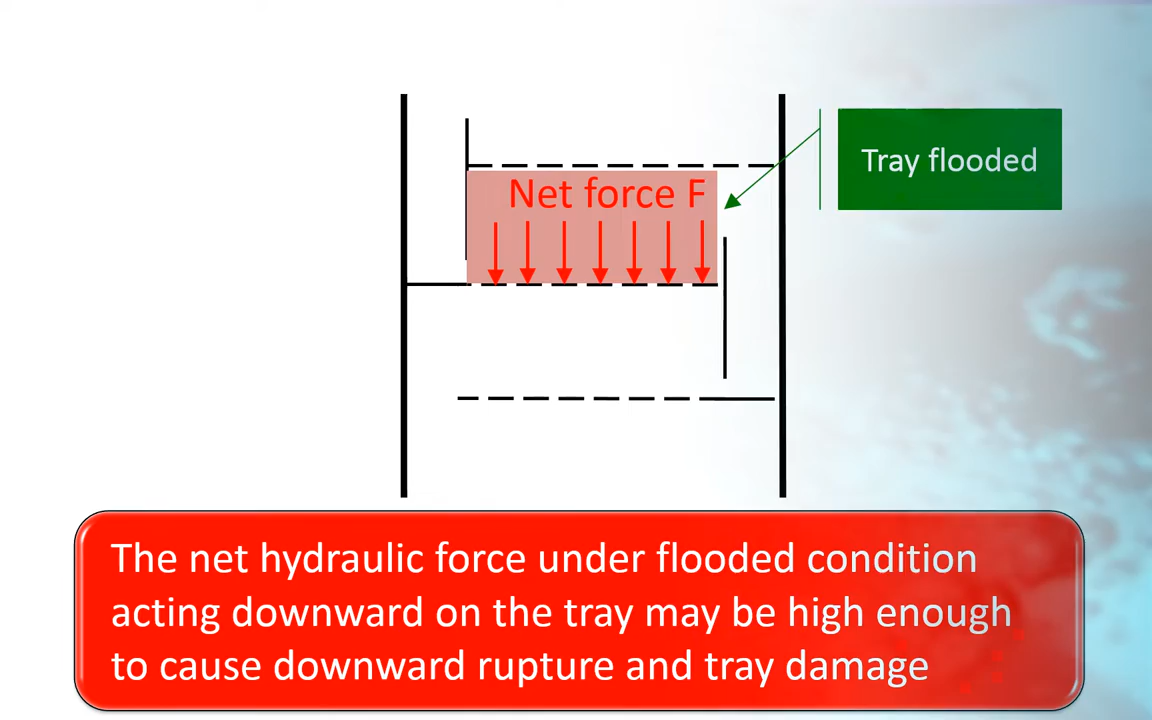 Tray flooded
Net force F
The net hydraulic force under flooded condition
acting downward on the tray may be high enough
to cause downward rupture and tray damage